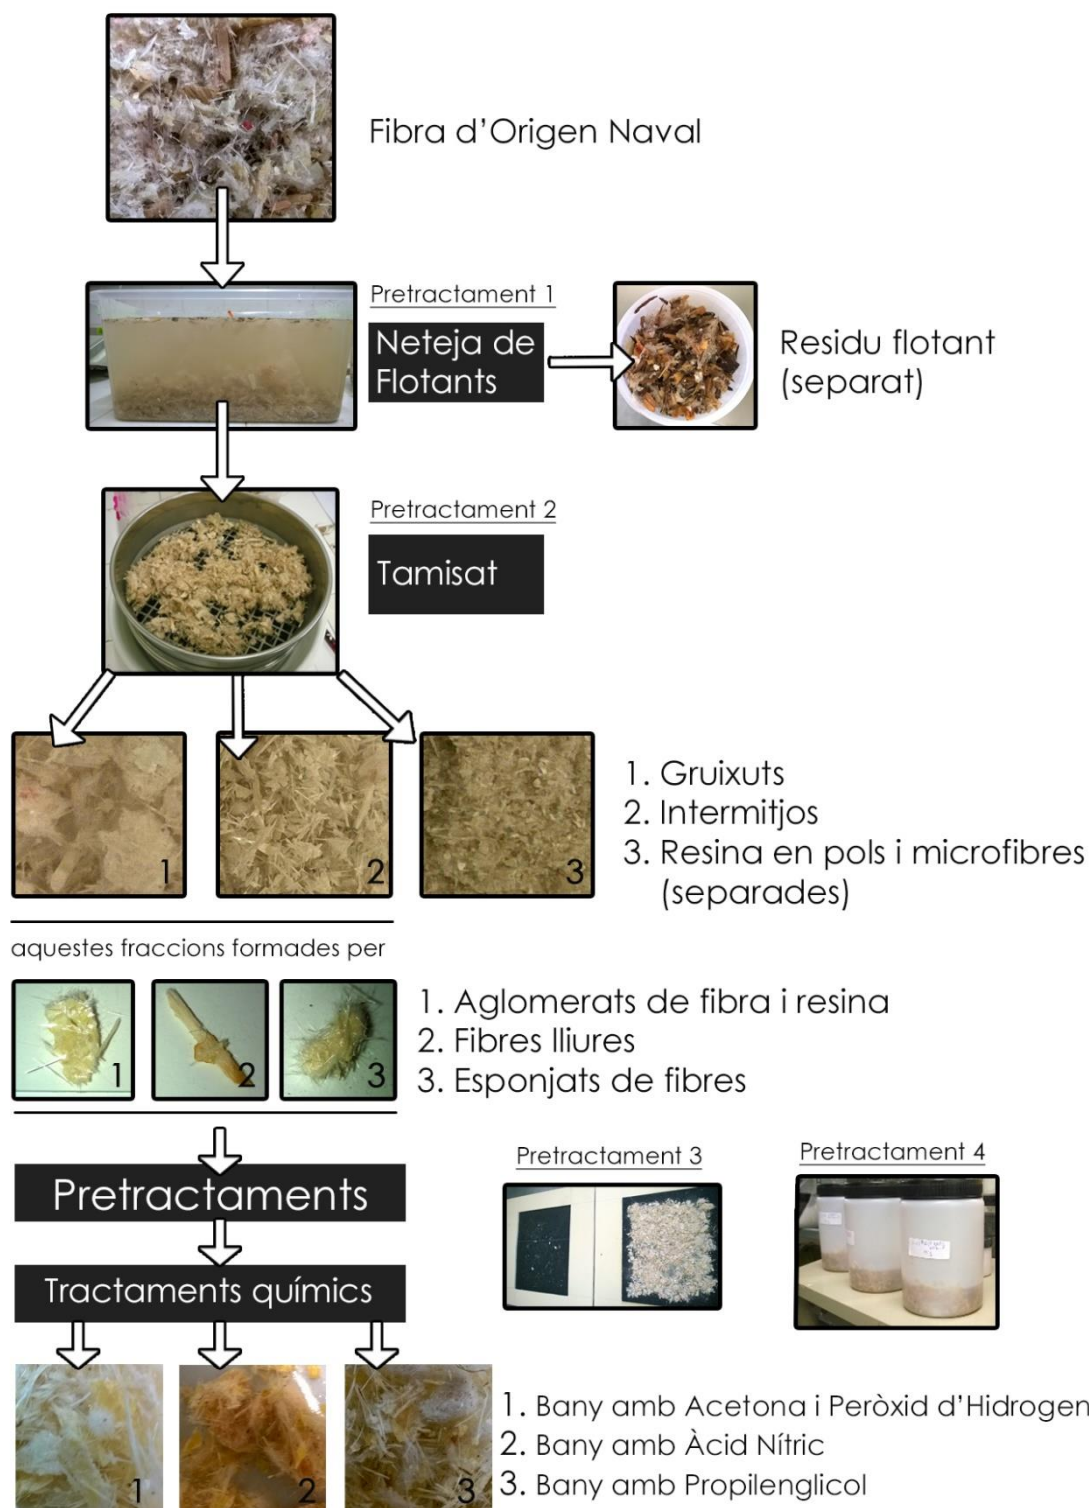 Fibra d’Origen Naval
Pretractament 1
Neteja de
Flotants
Residu flotant
(separat)
Pretractament 2
Tamisat
1
2
3
1. Gruixuts
2. Intermitjos
3. Resina en pols i microfibres
(separades)
aquestes fraccions formades per
1
2
3
1. Aglomerats de fibra i resina
2. Fibres lliures
3. Esponjats de fibres
Pretractaments
Pretractament 3
Pretractament 4
Tractaments químics
1
2
3
1. Bany amb Acetona i Peròxid d’Hidrogen
2. Bany amb Àcid Nítric
3. Bany amb Propilenglicol